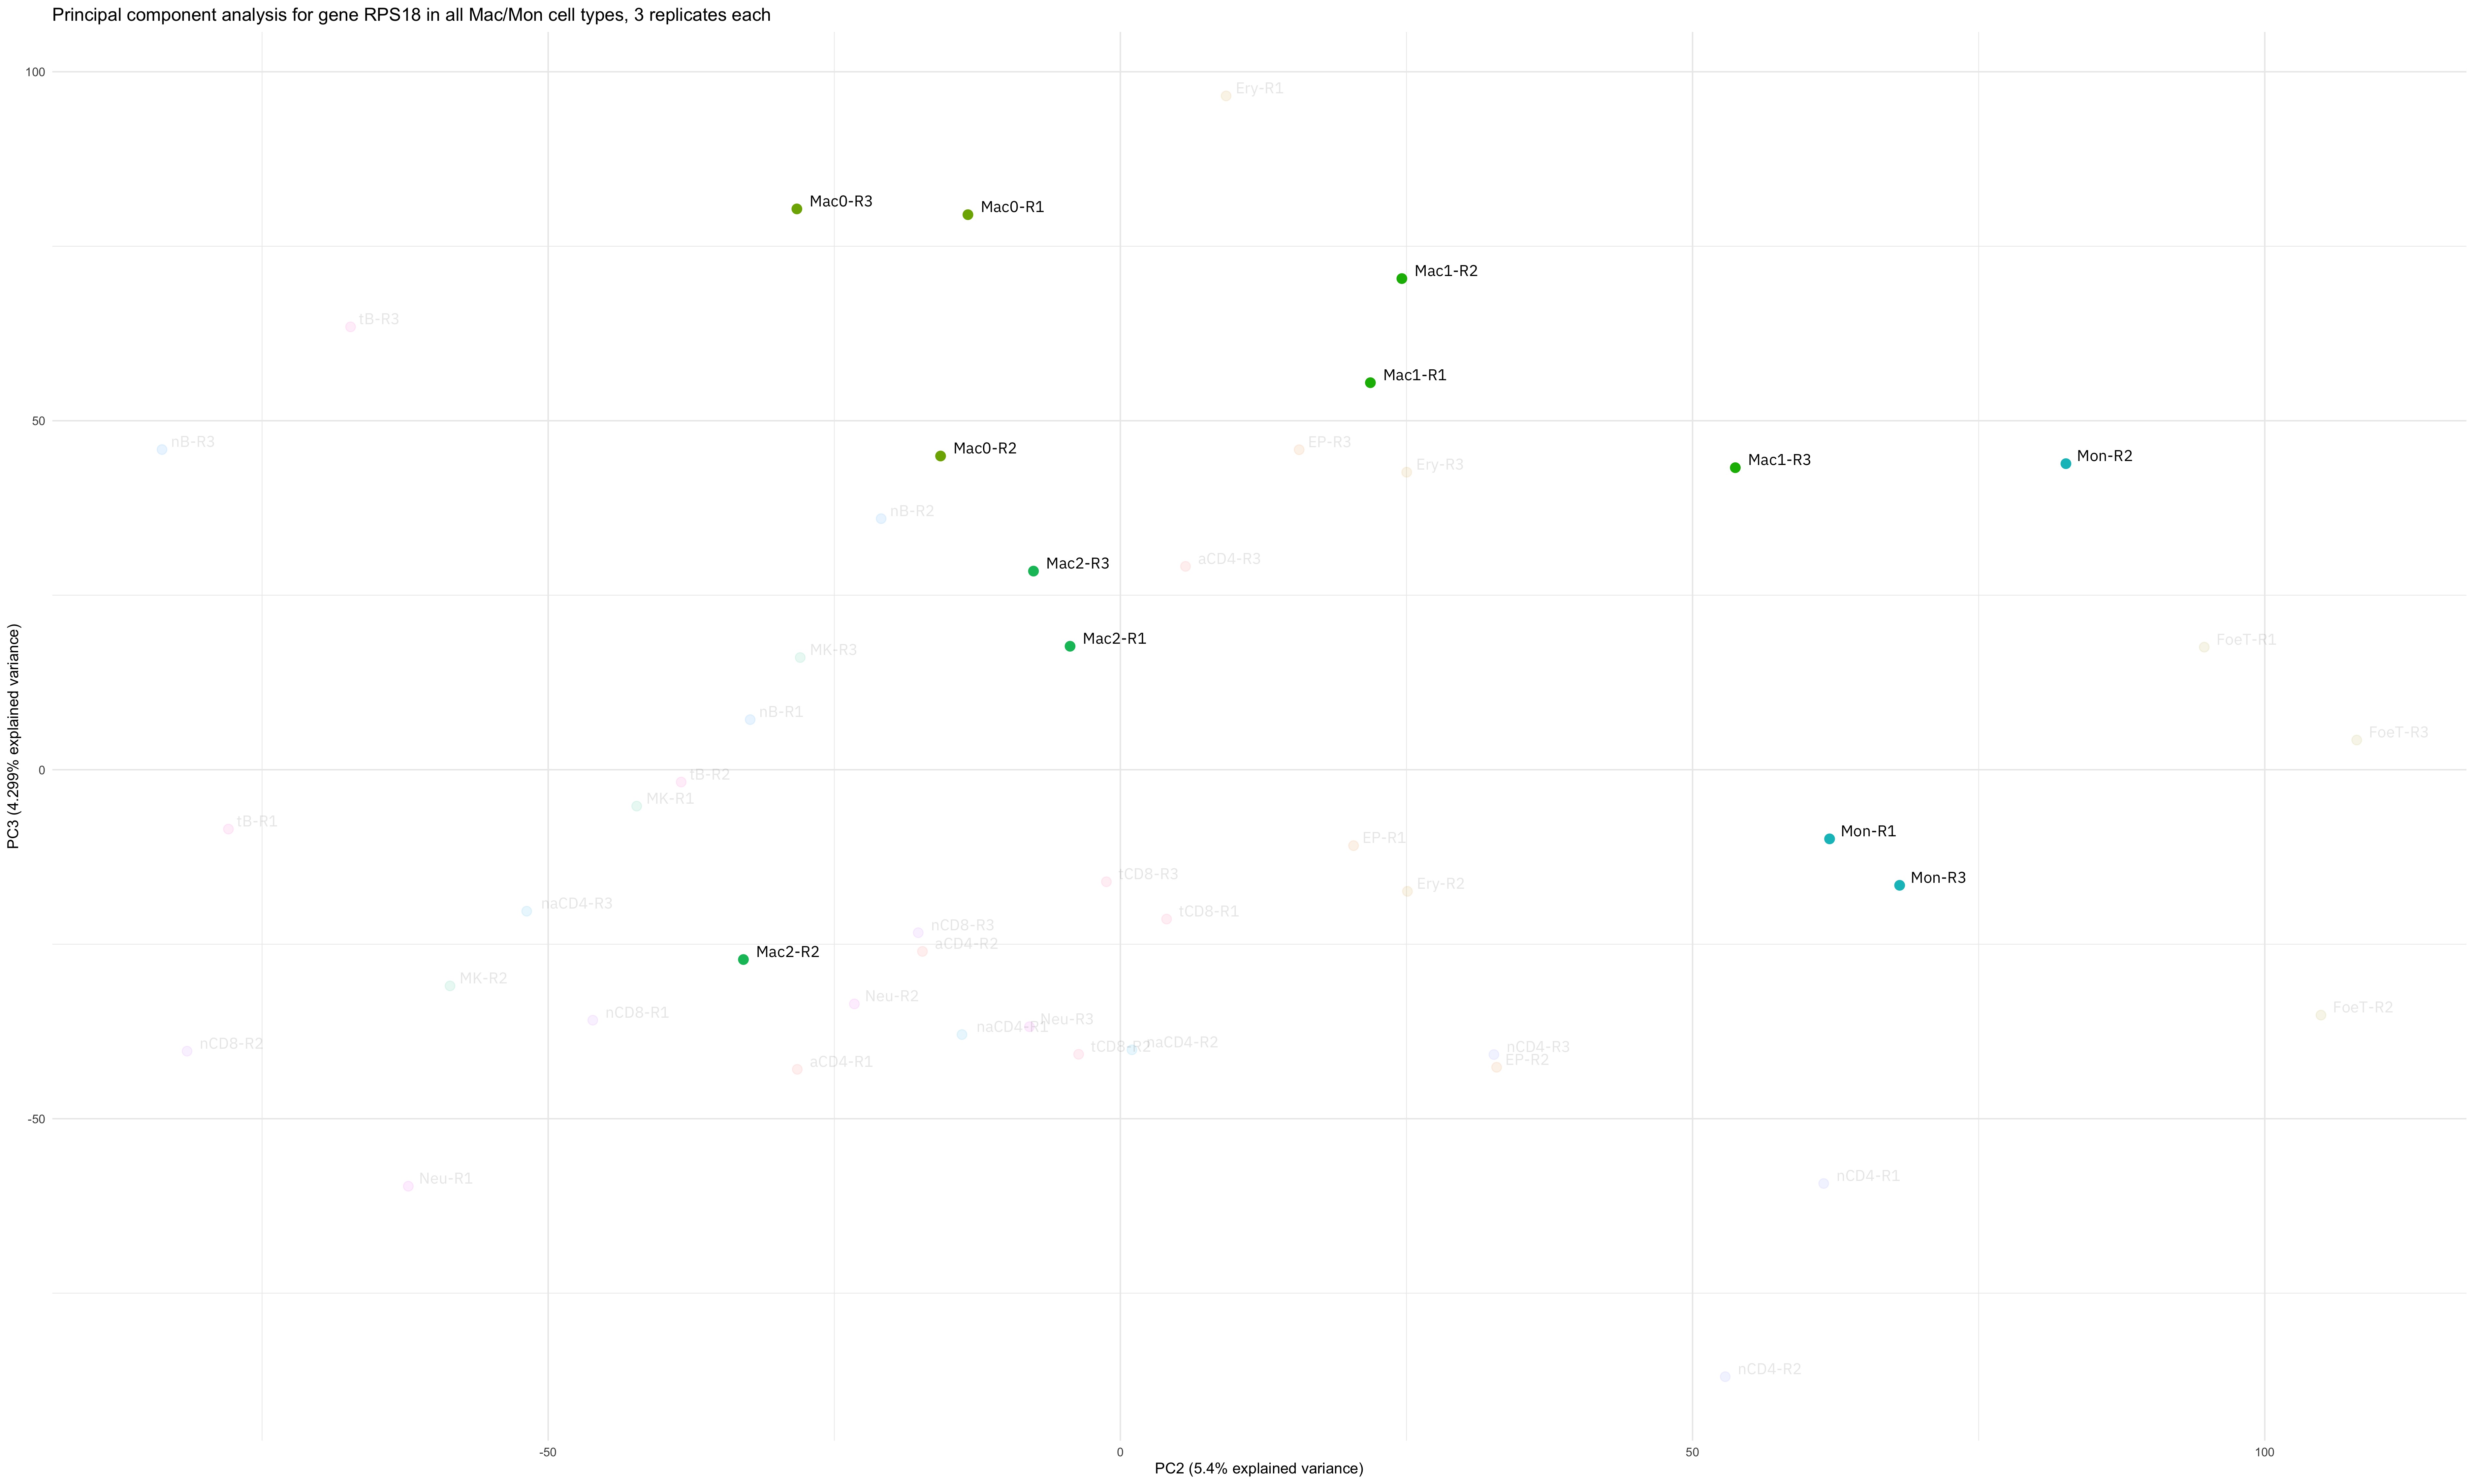 Principal component analysis for gene RPS18 in all Mac/Mon cell types, 3 replicates each
100
Ery-R1
Mac0-R3
Mac0-R1
Mac1-R2
tB-R3
Mac1-R1
50
nB-R3
Mac0-R2
EP-R3
Ery-R3
Mac1-R3
Mon-R2
nB-R2
Mac2-R3
aCD4-R3
Mac2-R1
FoeT-R1
MK-R3
nB-R1
FoeT-R3
PC3 (4.299% explained variance)
0
tB-R2
MK-R1
tB-R1
EP-R1
Mon-R1
tCD8-R3
Ery-R2
Mon-R3
naCD4-R3
tCD8-R1
nCD8-R3
aCD4-R2
Mac2-R2
MK-R2
Neu-R2
nCD8-R1
naCD4-R1
Neu-R3
FoeT-R2
nCD8-R2
tCD8-R2
naCD4-R2
nCD4-R3
EP-R2
aCD4-R1
-50
Neu-R1
nCD4-R1
nCD4-R2
-50
0
50
100
PC2 (5.4% explained variance)